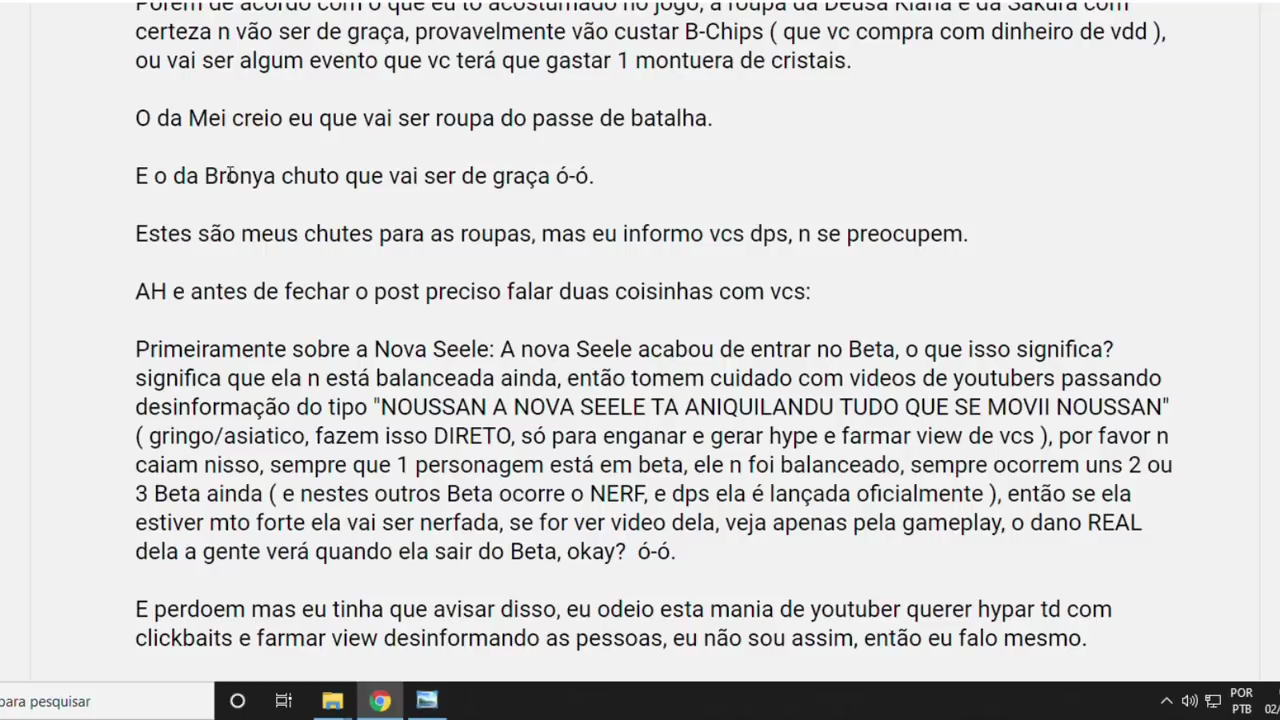 Porém de acordo com o que eu to acostumado no jogo, a roupa da Deusa Kiana e da Sakura com
certeza n vão ser de graça, provavelmente vão custar B-Chips ( que vc compra com dinheiro de vdd ),
ou vai ser algum evento que vc terá que gastar 1 montuera de cristais.
O da Mei creio eu que vai ser roupa do passe de batalha.
E o da Bronya chuto que vai ser de graça ó-ó.
Estes são meus chutes para as roupas, mas eu informo vcs dps, n se preocupem.
AH e antes de fechar o post preciso falar duas coisinhas com vcs:
Primeiramente sobre a Nova Seele: A nova Seele acabou de entrar no Beta, o que isso significa?
significa que ela n está balanceada ainda, então tomem cuidado com videos de youtubers passando
desinformação do tipo "NOUSSAN A NOVA SEELE TA ANIQUILANDU TUDO QUE SE MOVII NOUSSAN"
( gringo/asiatico, fazem isso DIRETO, só para enganar e gerar hype e farmar view de vcs ), por favor n
caiam nisso, sempre que 1 personagem está em beta, ele n foi balanceado, sempre ocorrem uns 2 ou
3 Beta ainda ( e nestes outros Beta ocorre o NERF, e dps ela é lançada oficialmente ), então se ela
estiver mto forte ela vai ser nerfada, se for ver video dela, veja apenas pela gameplay, o dano REAL
dela a gente verá quando ela sair do Beta, okay?  ó-ó.
E perdoem mas eu tinha que avisar disso, eu odeio esta mania de youtuber querer hypar td com
clickbaits e farmar view desinformando as pessoas, eu não sou assim, então eu falo mesmo.
para pesquisar
POR
PTB
02/